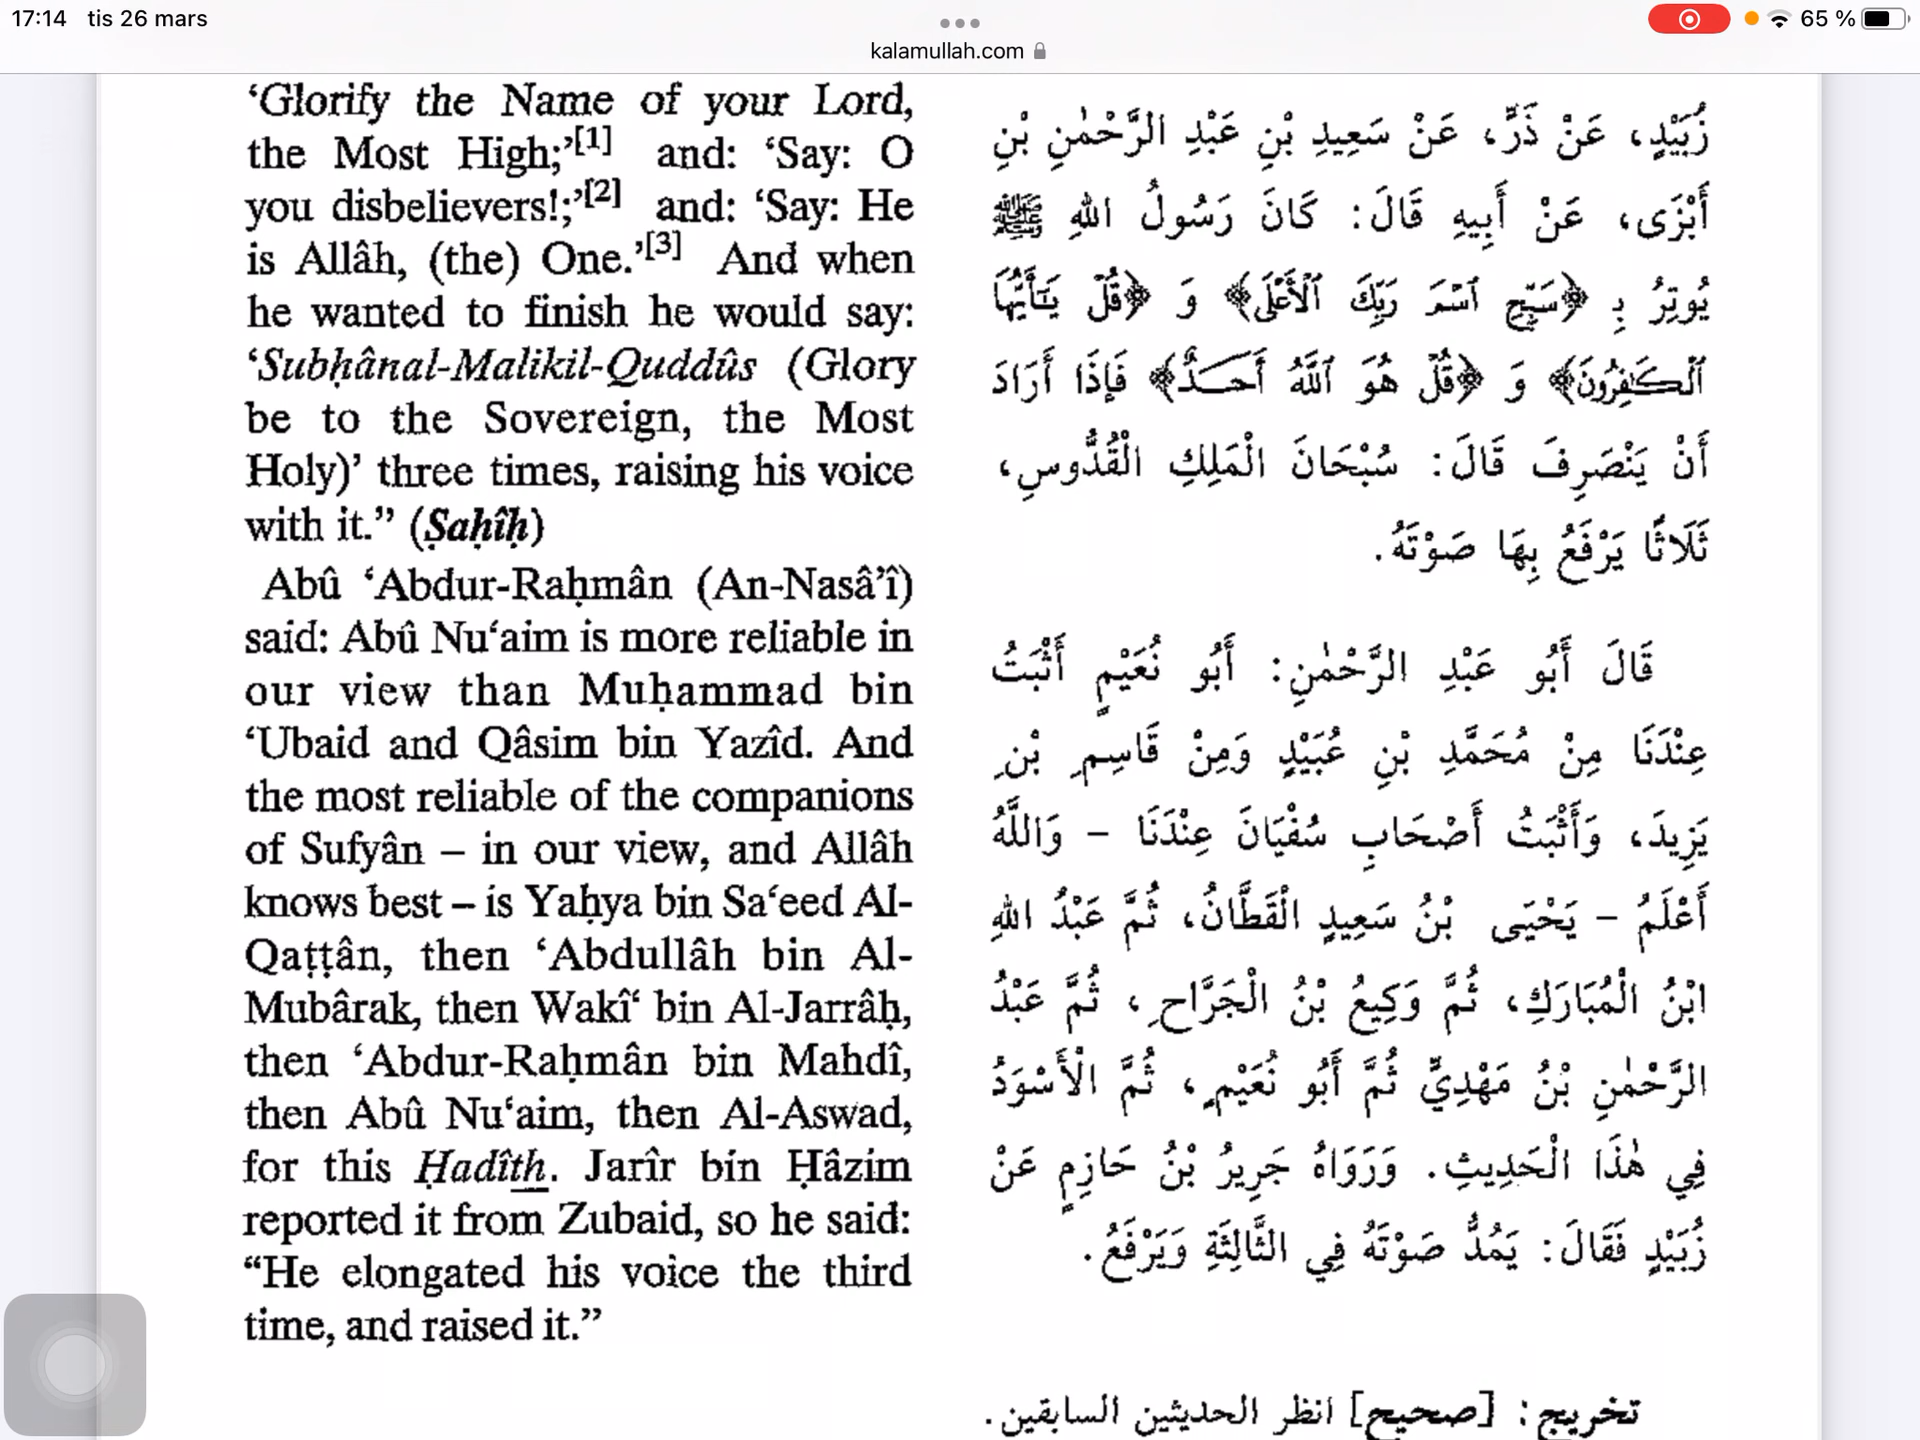 17:14 tis 26 mars
65 %
kalamullah.com
‘Glorify the Name of your Lord,
the Most High;’[1] and: ‘Say: O
you disbelievers!;’[2] and: ‘Say: He
is Allâh, (the) One.’[3] And when
he wanted to finish he would say:
‘Subḥânal-Malikil-Quddûs (Glory
be to the Sovereign, the Most
Holy)’ three times, raising his voice
with it.” (Ṣaḥîḥ)
Abû ‘Abdur-Raḥmân (An-Nasâ’î)
said: Abû Nu‘aim is more reliable in
our view than Muḥammad bin
‘Ubaid and Qâsim bin Yazîd. And
the most reliable of the companions
of Sufyân – in our view, and Allâh
knows best – is Yaḥya bin Sa‘eed Al-
Qaṭṭân, then ‘Abdullâh bin Al-
Mubârak, then Wakî‘ bin Al-Jarrâḥ,
then ‘Abdur-Raḥmân bin Mahdî,
then Abû Nu‘aim, then Al-Aswad,
for this Ḥadîth. Jarîr bin Ḥâzim
reported it from Zubaid, so he said:
“He elongated his voice the third
time, and raised it.”
زُبَيْدٍ، عَنْ ذَرٍّ، عَنْ سَعِيدِ بْنِ عَبْدِ الرَّحْمٰنِ بْنِ
أَبْزَى، عَنْ أَبِيهِ قَالَ: كَانَ رَسُولُ اللهِ ﷺ
يُوتِرُ بِـ ﴿سَبِّحِ ٱسْمَ رَبِّكَ ٱلْأَعْلَى﴾ وَ ﴿قُلْ يَٰٓأَيُّهَا
ٱلْكَٰفِرُونَ﴾ وَ ﴿قُلْ هُوَ ٱللَّهُ أَحَدٌ﴾ فَإِذَا أَرَادَ
أَنْ يَنْصَرِفَ قَالَ: سُبْحَانَ الْمَلِكِ الْقُدُّوسِ،
ثَلَاثًا يَرْفَعُ بِهَا صَوْتَهُ.
قَالَ أَبُو عَبْدِ الرَّحْمٰنِ: أَبُو نُعَيْمٍ أَثْبَتُ
عِنْدَنَا مِنْ مُحَمَّدِ بْنِ عُبَيْدٍ وَمِنْ قَاسِمِ بْنِ
يَزِيدَ، وَأَثْبَتُ أَصْحَابِ سُفْيَانَ عِنْدَنَا – وَاللَّهُ
أَعْلَمُ – يَحْيَى بْنُ سَعِيدٍ الْقَطَّانُ، ثُمَّ عَبْدُ اللهِ
ابْنُ الْمُبَارَكِ، ثُمَّ وَكِيعُ بْنُ الْجَرَّاحِ، ثُمَّ عَبْدُ
الرَّحْمٰنِ بْنُ مَهْدِيٍّ ثُمَّ أَبُو نُعَيْمٍ، ثُمَّ الْأَسْوَدُ
فِي هٰذَا الْحَدِيثِ. وَرَوَاهُ جَرِيرُ بْنُ حَازِمٍ عَنْ
زُبَيْدٍ فَقَالَ: يَمُدُّ صَوْتَهُ فِي الثَّالِثَةِ وَيَرْفَعُ.
تخريج: [صحيح] انظر الحديثين السابقين.